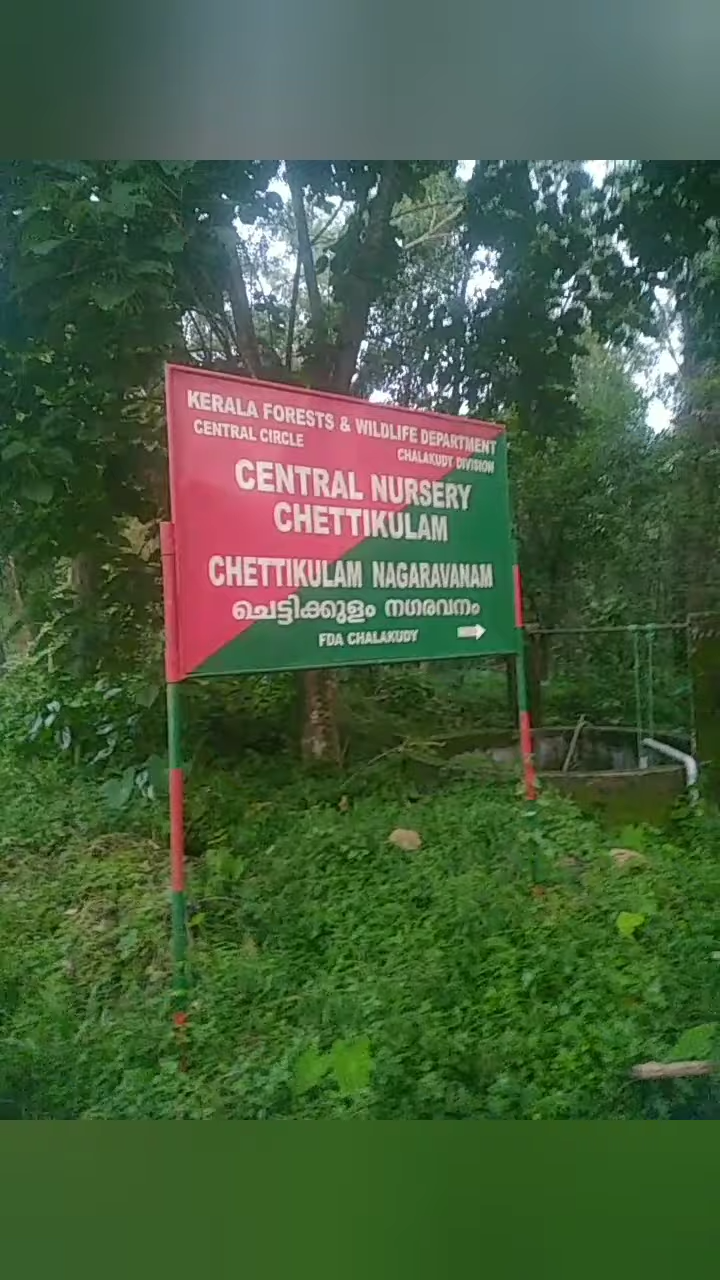 KERALA FORESTS & WILDLIFE DEPARTMENT
CENTRAL CIRCLE
CHALAKUDY DIVISION
CENTRAL NURSERY
CHETTIKULAM
CHETTIKULAM NAGARAVANAM
ചെട്ടിക്കുളം നഗരവനം
FDA CHALAKUDY